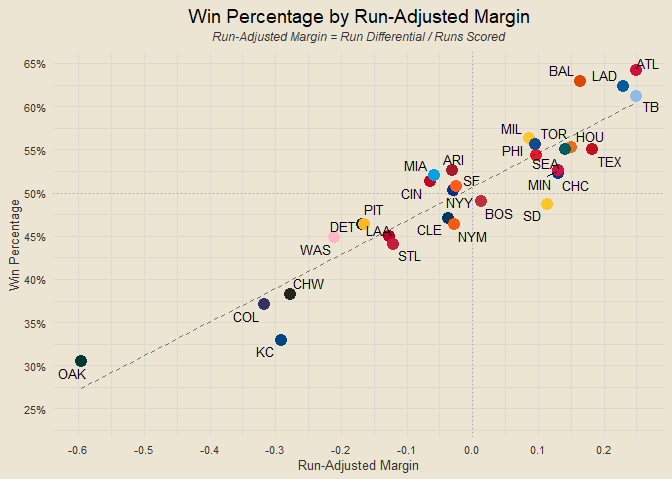 Win Percentage by Run-Adjusted Margin
Run-Adjusted Margin = Run Differential / Runs Scored
65%
60%
55%
50%
45%
40%
35%
30%
25%
Win Percentage
ATL
BAL
LAD
TB
MIL
TOR
HOU
PHI
TEX
SEA
MIN
CHC
SD
ARI
MIA
SF
CIN
NYY
BOS
PIT
DET
LAA
CLE
NYM
WAS
STL
CHW
COL
KC
OAK
-0.6
-0.5
-0.4
-0.3
-0.2
-0.1
0.0
0.1
0.2
Run-Adjusted Margin